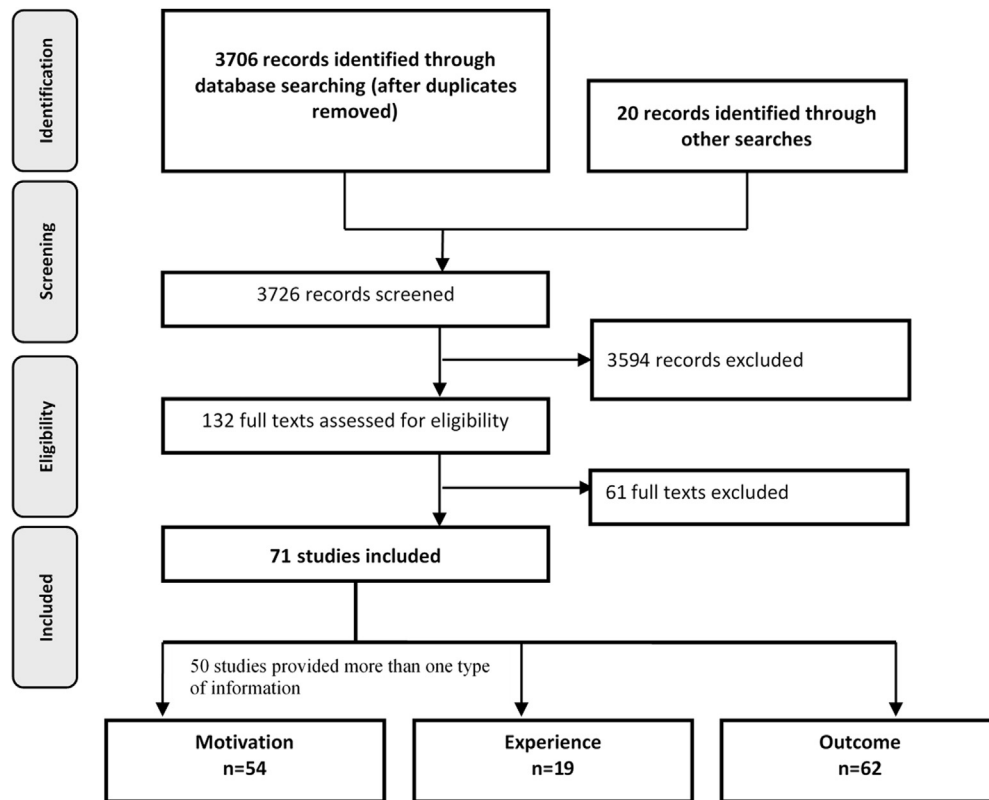 Identification
3706 records identified through
database searching (after duplicates
removed)
20 records identified through
other searches
Screening
3726 records screened
3594 records excluded
Eligibility
132 full texts assessed for eligibility
61 full texts excluded
Included
71 studies included
50 studies provided more than one type
of information
Motivation
n=54
Experience
n=19
Outcome
n=62